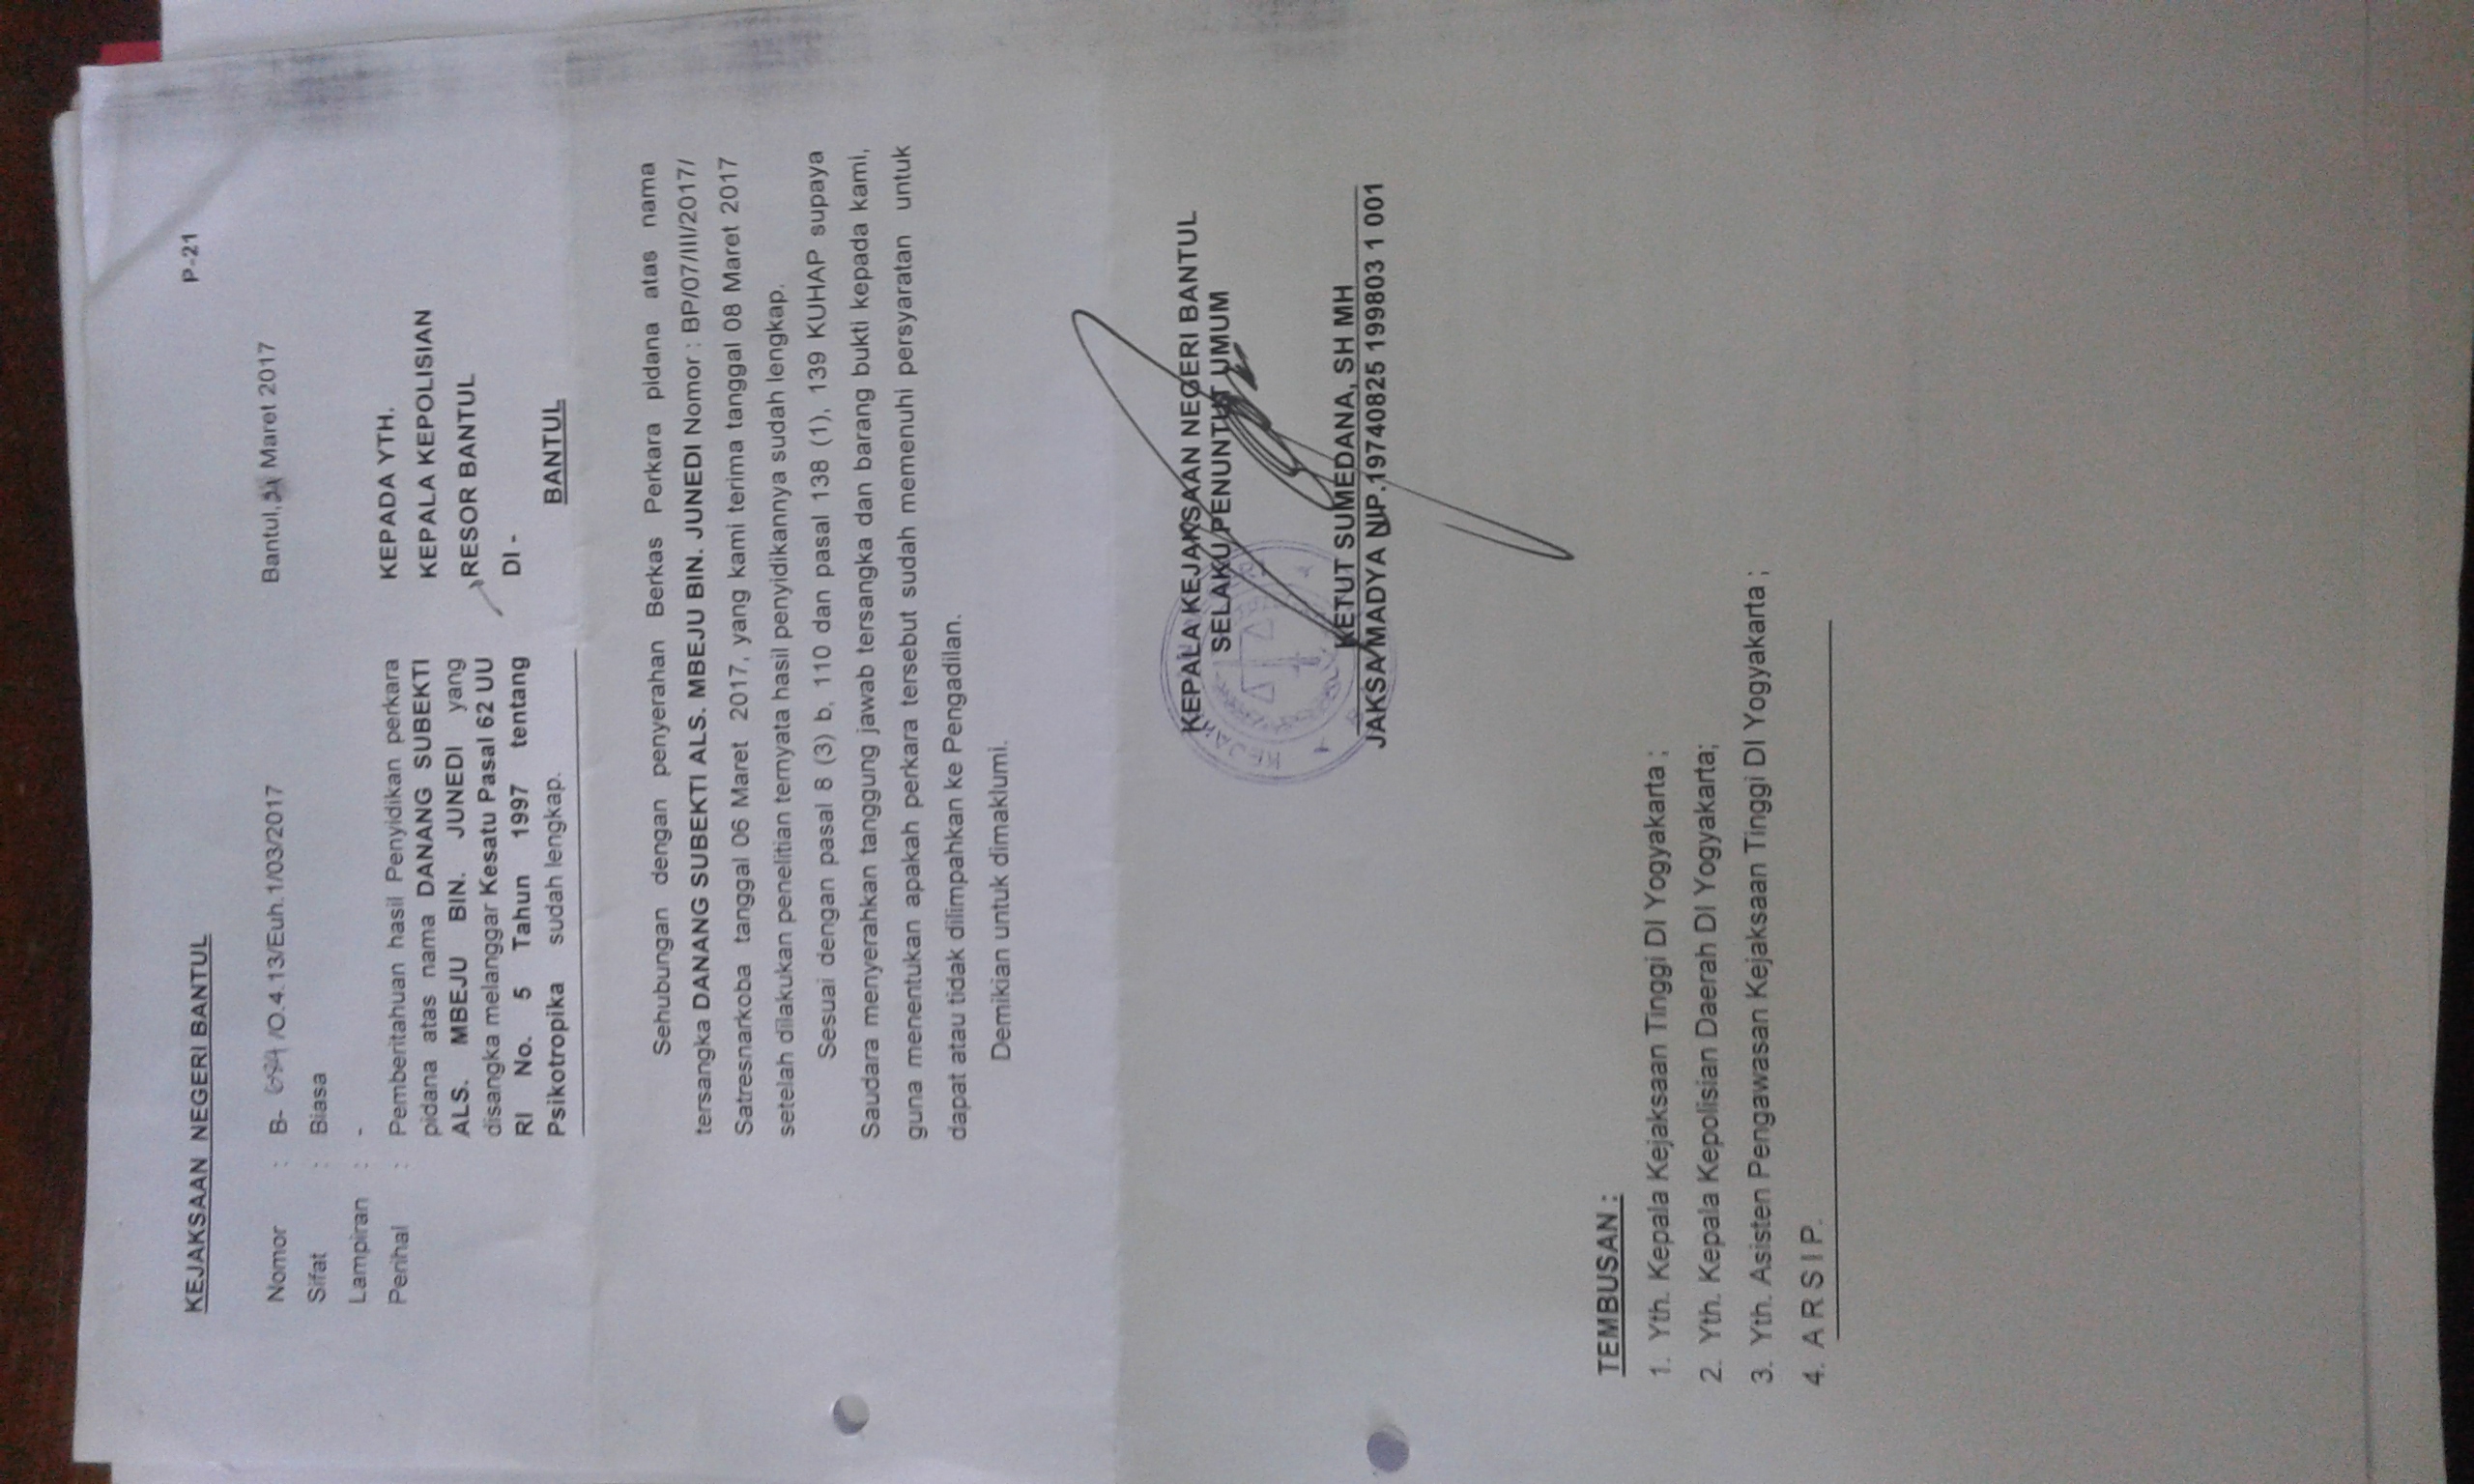 KEJAKSAAN NEGERI BANTUL
P-21
Nomor : B- /O.4.13/Euh.1/03/2017
Bantul, Maret 2017
Sifat : Biasa
Lampiran : -
Perihal : Pemberitahuan hasil Penyidikan perkara
pidana atas nama DANANG SUBEKTI
ALS. MBEJU BIN. JUNEDI yang
disangka melanggar Kesatu Pasal 62 UU
RI No. 5 Tahun 1997 tentang
Psikotropika sudah lengkap.
KEPADA YTH.
KEPALA KEPOLISIAN
RESOR BANTUL
DI -
BANTUL
Sehubungan dengan penyerahan Berkas Perkara pidana atas nama
tersangka DANANG SUBEKTI ALS. MBEJU BIN. JUNEDI Nomor : BP/07/III/2017/
Satresnarkoba tanggal 06 Maret 2017, yang kami terima tanggal 08 Maret 2017
setelah dilakukan penelitian ternyata hasil penyidikannya sudah lengkap.
Sesuai dengan pasal 8 (3) b, 110 dan pasal 138 (1), 139 KUHAP supaya
Saudara menyerahkan tanggung jawab tersangka dan barang bukti kepada kami,
guna menentukan apakah perkara tersebut sudah memenuhi persyaratan untuk
dapat atau tidak dilimpahkan ke Pengadilan.
Demikian untuk dimaklumi.
KEPALA KEJAKSAAN NEGERI BANTUL
SELAKU PENUNTUT UMUM
KETUT SUMEDANA, SH MH
JAKSA MADYA NIP.19740825 199803 1 001
TEMBUSAN :
1. Yth. Kepala Kejaksaan Tinggi DI Yogyakarta ;
2. Yth. Kepala Kepolisian Daerah DI Yogyakarta;
3. Yth. Asisten Pengawasan Kejaksaan Tinggi DI Yogyakarta ;
4. A R S I P.